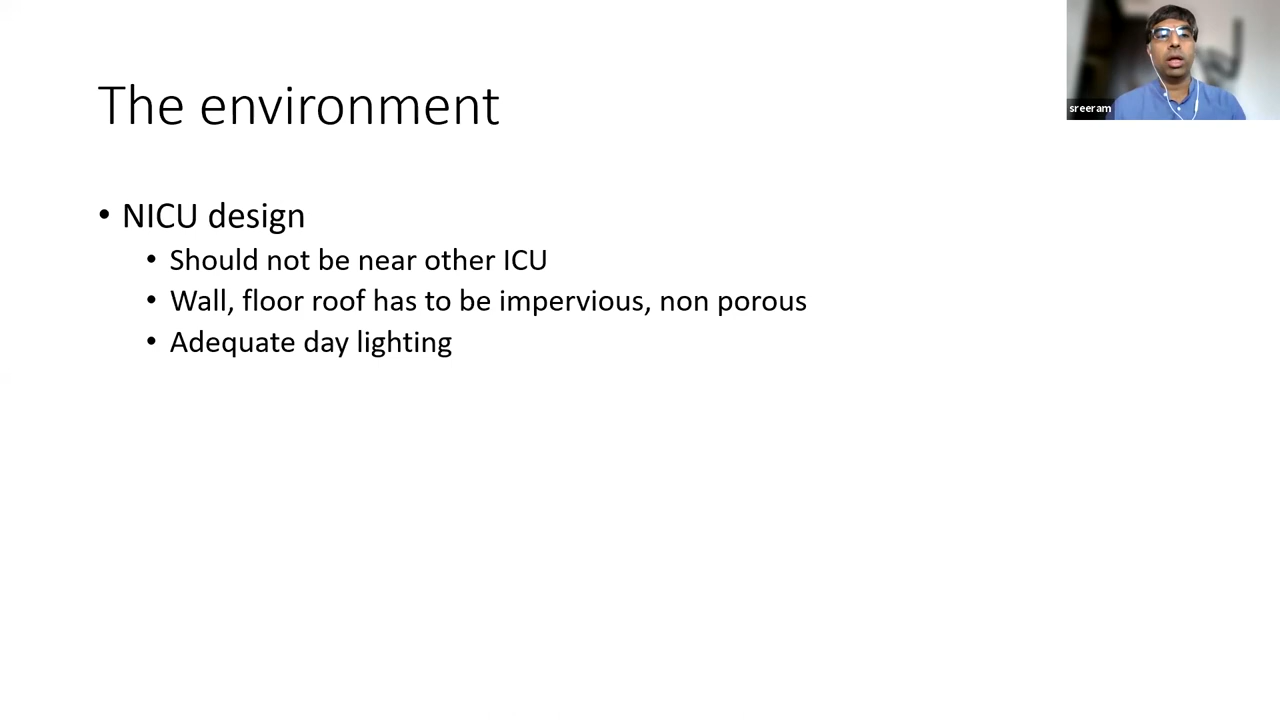 The environment
sreeram
• NICU design
• Should not be near other ICU
• Wall, floor roof has to be impervious, non porous
• Adequate day lighting